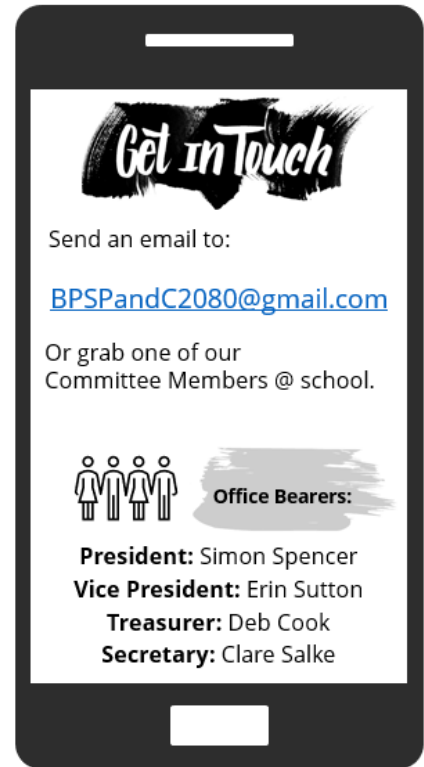 Get in Touch
Send an email to:
BPSPandC2080@gmail.com
Or grab one of our
Committee Members @ school.
Office Bearers:
President: Simon Spencer
Vice President: Erin Sutton
Treasurer: Deb Cook
Secretary: Clare Salke